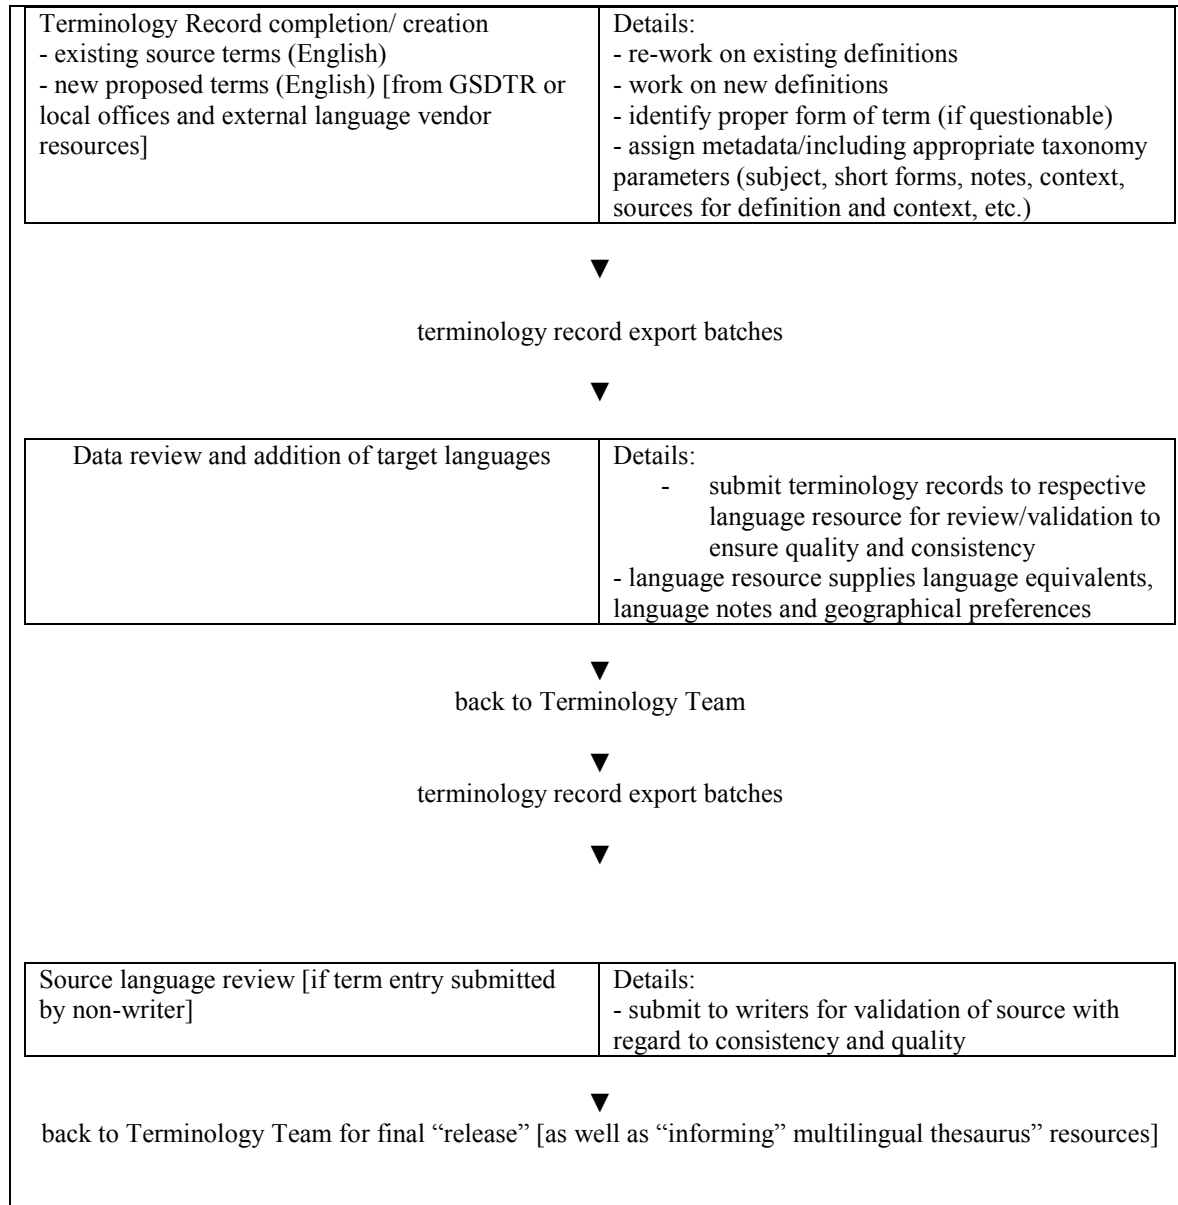 Terminology Record completion/ creation
- existing source terms (English)
- new proposed terms (English) [from GSDTR or
local offices and external language vendor
resources]
Details:
- re-work on existing definitions
- work on new definitions
- identify proper form of term (if questionable)
- assign metadata/including appropriate taxonomy
parameters (subject, short forms, notes, context,
sources for definition and context, etc.)
▼
terminology record export batches
▼
Data review and addition of target languages
Details:
- submit terminology records to respective
language resource for review/validation to
ensure quality and consistency
- language resource supplies language equivalents,
language notes and geographical preferences
▼
back to Terminology Team
▼
terminology record export batches
▼
Source language review [if term entry submitted
by non-writer]
Details:
- submit to writers for validation of source with
regard to consistency and quality
▼
back to Terminology Team for final “release” [as well as “informing” multilingual thesaurus” resources]